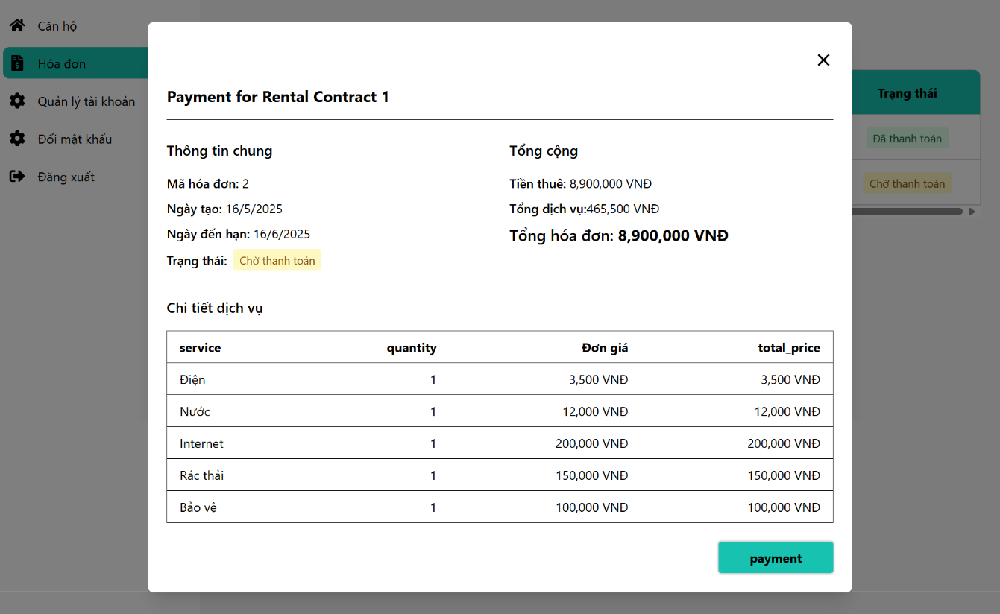 Căn hộ
Hóa đơn
Quản lý tài khoản
Đổi mật khẩu
Đăng xuất
Payment for Rental Contract 1
Thông tin chung
Mã hóa đơn: 2
Ngày tạo: 16/5/2025
Ngày đến hạn: 16/6/2025
Trạng thái: Chờ thanh toán
Tổng cộng
Tiền thuê: 8,900,000 VNĐ
Tổng dịch vụ:465,500 VNĐ
Tổng hóa đơn: 8,900,000 VNĐ
Chi tiết dịch vụ
service quantity Đơn giá total_price
Điện 1 3,500 VNĐ 3,500 VNĐ
Nước 1 12,000 VNĐ 12,000 VNĐ
Internet 1 200,000 VNĐ 200,000 VNĐ
Rác thải 1 150,000 VNĐ 150,000 VNĐ
Bảo vệ 1 100,000 VNĐ 100,000 VNĐ
payment
Trạng thái
Đã thanh toán
Chờ thanh toán